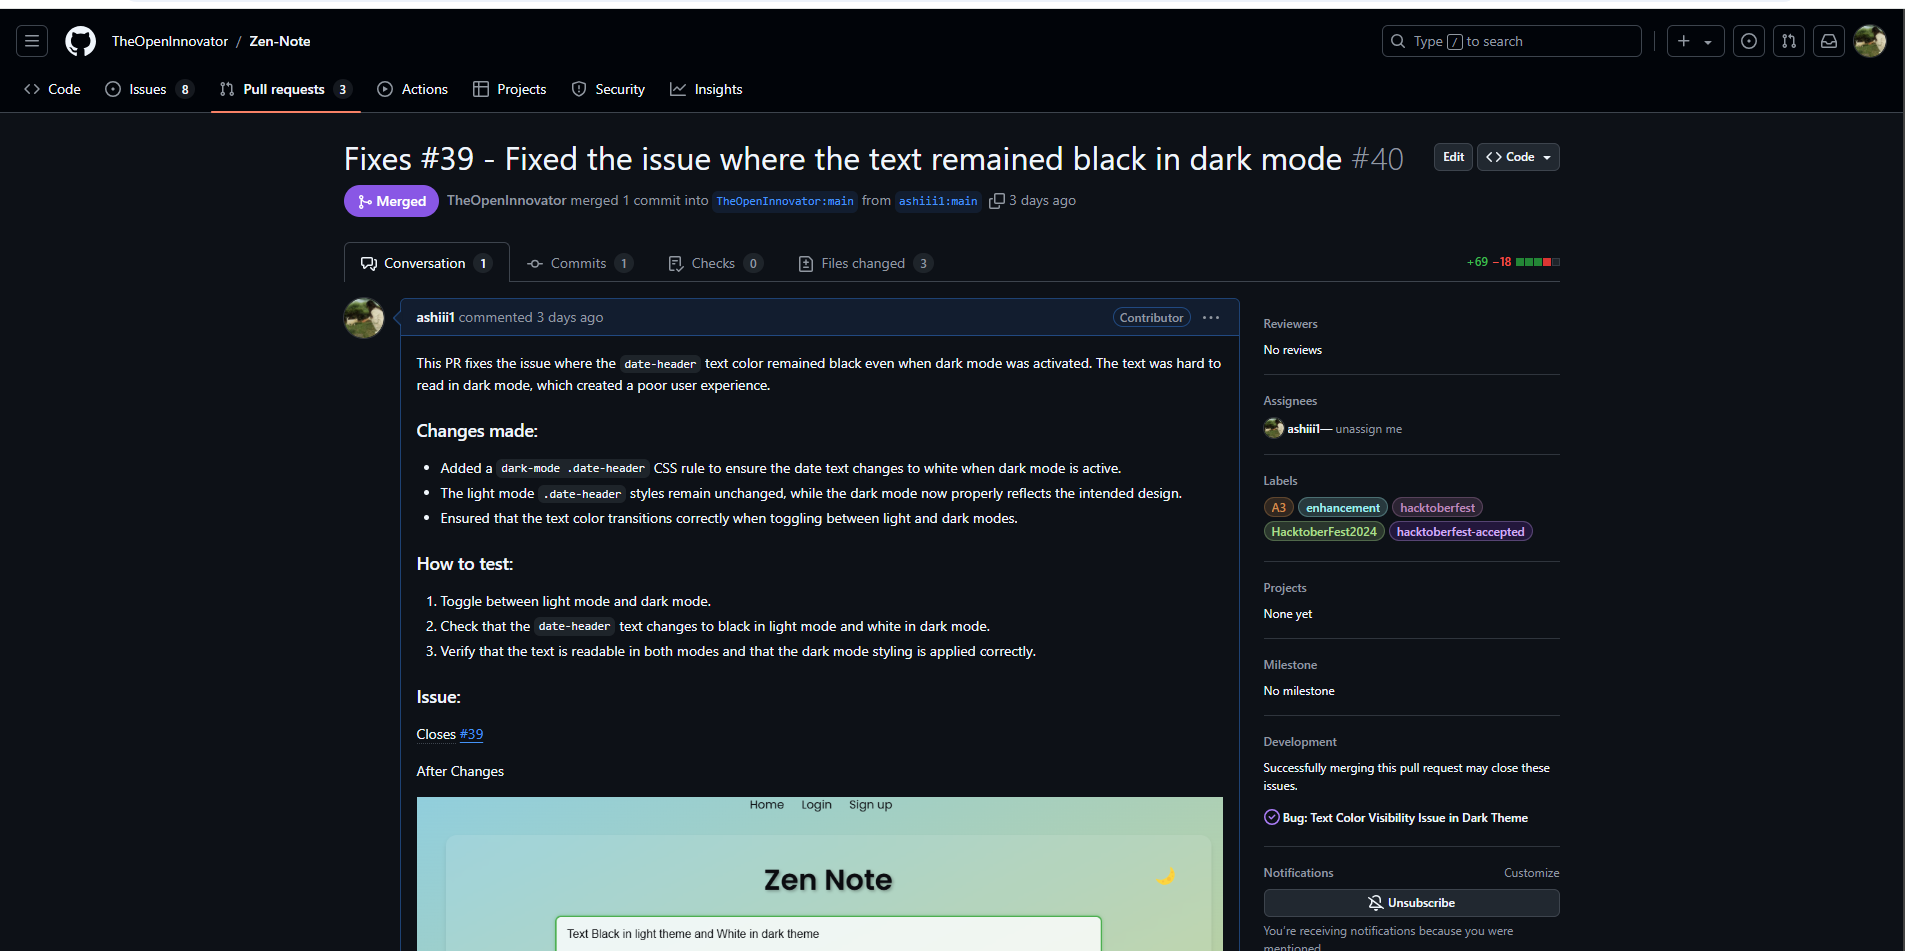 TheOpenInnovator / Zen-Note
Type / to search
Code
Issues 8
Pull requests 3
Actions
Projects
Security
Insights
Fixes #39 - Fixed the issue where the text remained black in dark mode #40
Edit
<> Code
Merged
TheOpenInnovator merged 1 commit into TheOpenInnovator:main from ashiii1:main 3 days ago
Conversation 1
Commits 1
Checks 0
Files changed 3
+69 −18
ashiii1 commented 3 days ago
Contributor
This PR fixes the issue where the date-header text color remained black even when dark mode was activated. The text was hard to
read in dark mode, which created a poor user experience.
Changes made:
• Added a dark-mode .date-header CSS rule to ensure the date text changes to white when dark mode is active.
• The light mode .date-header styles remain unchanged, while the dark mode now properly reflects the intended design.
• Ensured that the text color transitions correctly when toggling between light and dark modes.
How to test:
1. Toggle between light mode and dark mode.
2. Check that the date-header text changes to black in light mode and white in dark mode.
3. Verify that the text is readable in both modes and that the dark mode styling is applied correctly.
Issue:
Closes #39
After Changes
Home Login Sign up
Zen Note
Text Black in light theme and White in dark theme
Reviewers
No reviews
Assignees
ashiii1— unassign me
Labels
A3 enhancement hacktoberfest
HacktoberFest2024 hacktoberfest-accepted
Projects
None yet
Milestone
No milestone
Development
Successfully merging this pull request may close these
issues.
Bug: Text Color Visibility Issue in Dark Theme
Notifications Customize
Unsubscribe
You're receiving notifications because you were
mentioned.